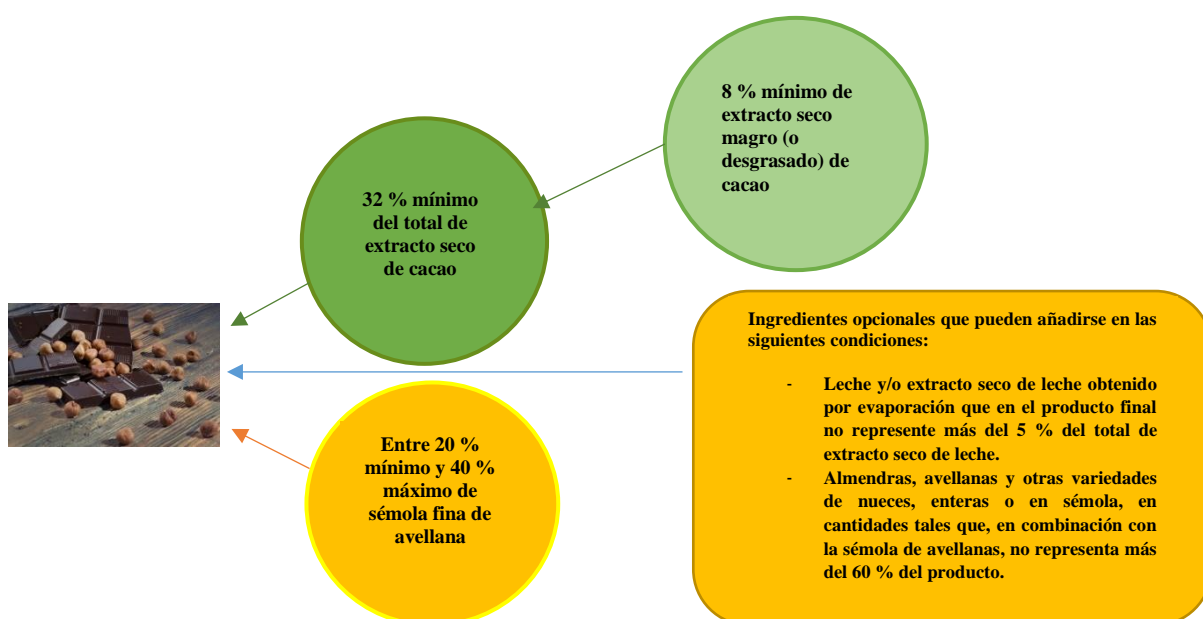 8 % mínimo de
extracto seco
magro (o
desgrasado) de
cacao
32 % mínimo
del total de
extracto seco
de cacao
Ingredientes opcionales que pueden añadirse en las
siguientes condiciones:
- Leche y/o extracto seco de leche obtenido
por evaporación que en el producto final
no represente más del 5 % del total de
extracto seco de leche.
- Almendras, avellanas y otras variedades
de nueces, enteras o en sémola, en
cantidades tales que, en combinación con
la sémola de avellanas, no representa más
del 60 % del producto.
Entre 20 %
mínimo y 40 %
máximo de
sémola fina de
avellana